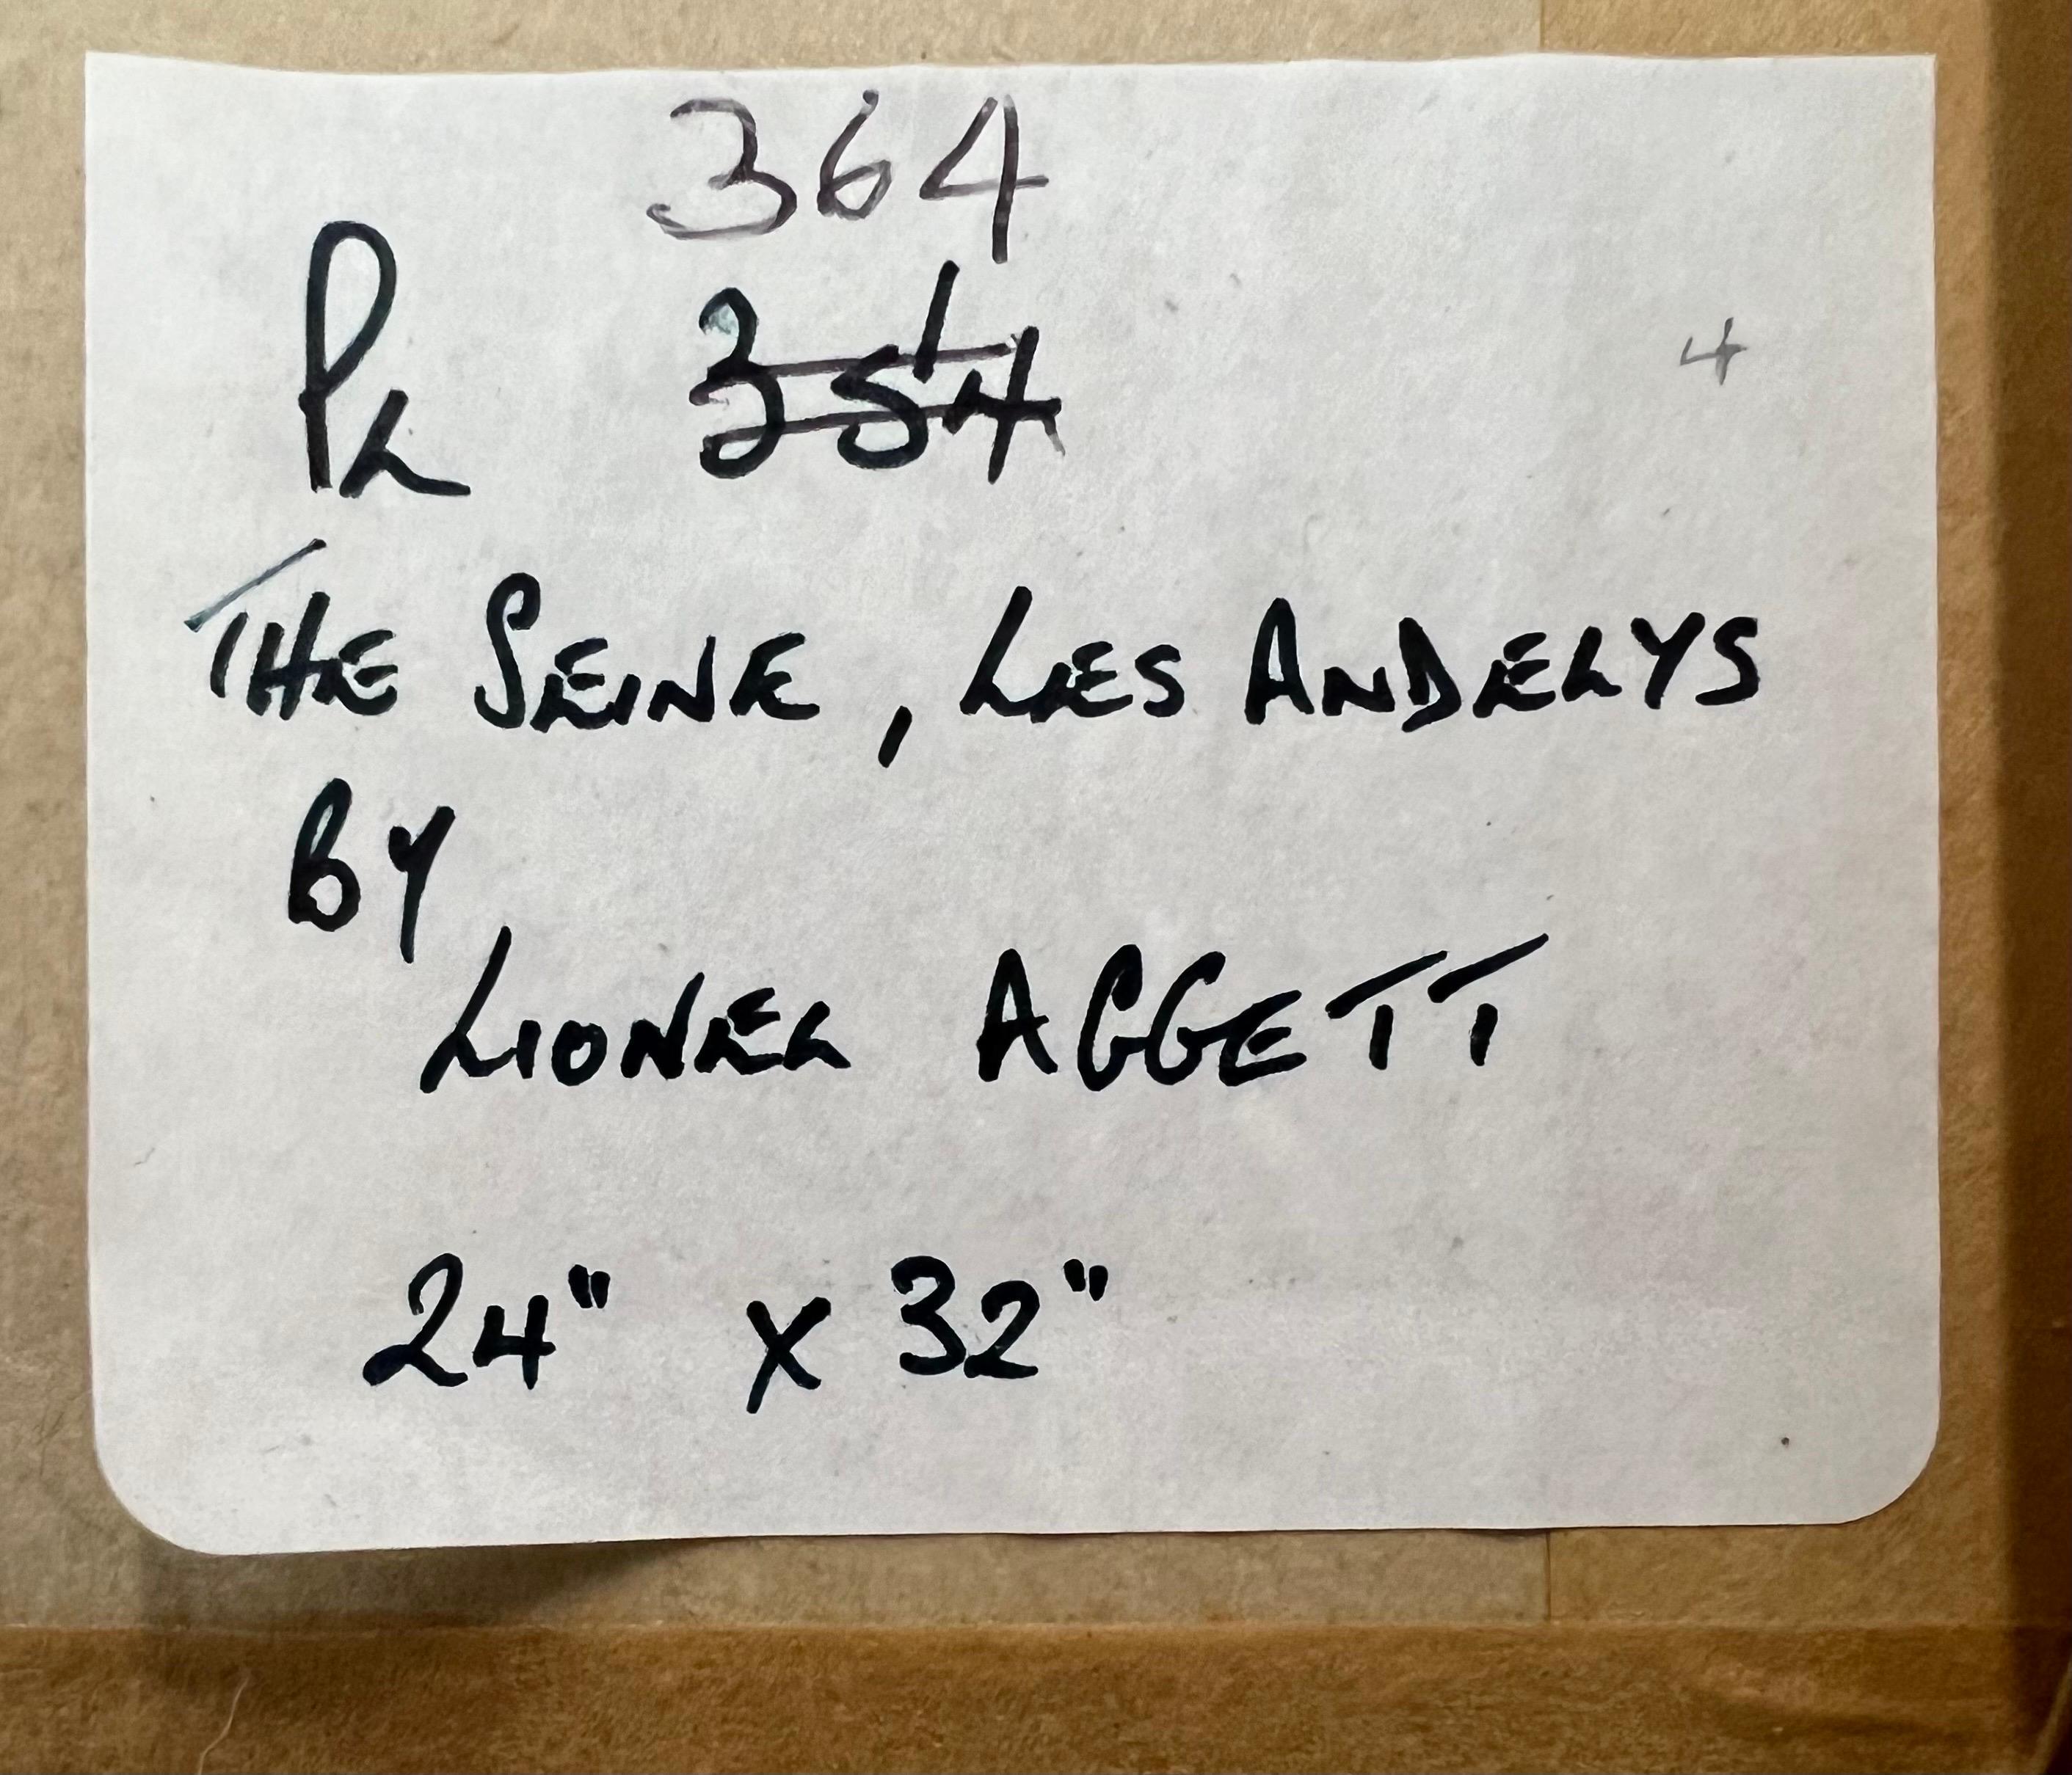 364
PL 354
4
THE SEINE, LES ANDELYS
BY
LIONEL AGGETT
24" X 32"